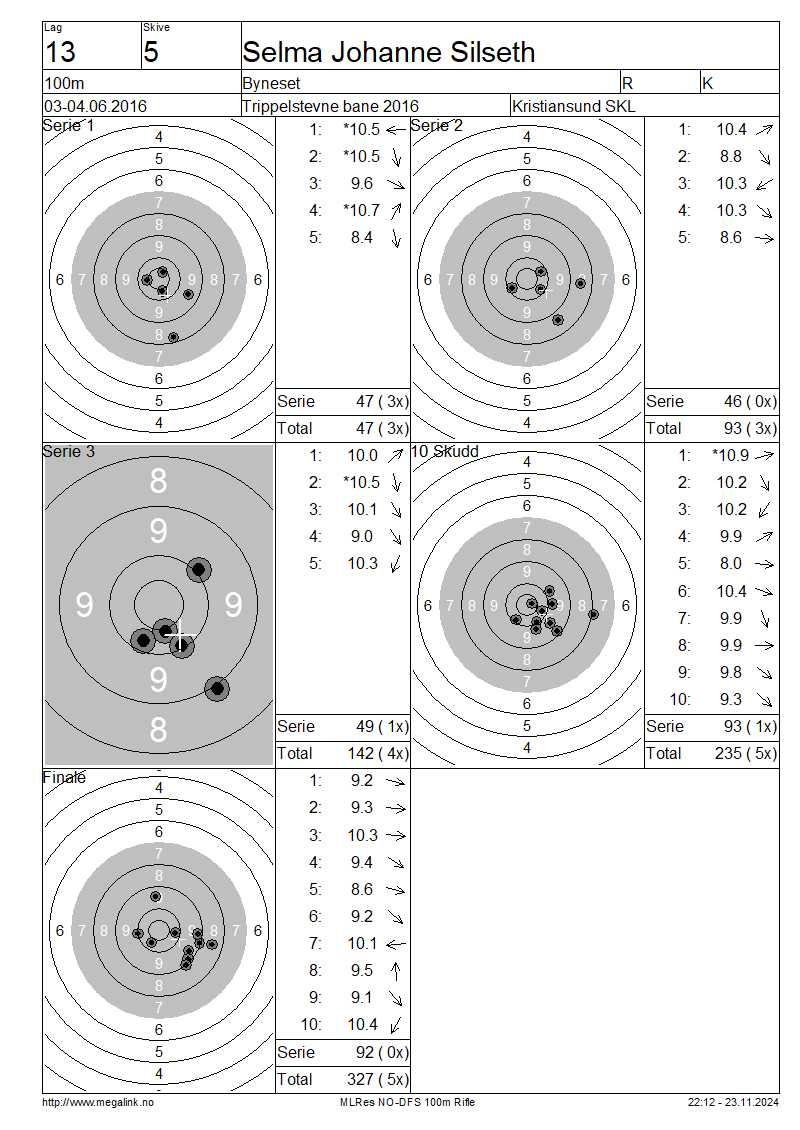 Lag
Skive
13
5
Selma Johanne Silseth
100m
Byneset
R
K
03-04.06.2016
Trippelstevne bane 2016
Kristiansund SKL
Serie 1
4
5
6
7
8
9
6 7 8 9 9 8 7 6
9
8
7
6
5
4
1: *10.5
2: *10.5
3: 9.6
4: *10.7
5: 8.4
Serie 47 ( 3x)
Total 47 ( 3x)
Serie 2
4
5
6
7
8
9
6 7 8 9 9 8 7 6
9
8
7
6
5
4
1: 10.4
2: 8.8
3: 10.3
4: 10.3
5: 8.6
Serie 46 ( 0x)
Total 93 ( 3x)
Serie 3
8
9
9 9
9
8
1: 10.0
2: *10.5
3: 10.1
4: 9.0
5: 10.3
Serie 49 ( 1x)
Total 142 ( 4x)
10 Skudd
4
5
6
7
8
9
6 7 8 9 9 8 7 6
9
8
7
6
5
4
1: *10.9
2: 10.2
3: 10.2
4: 9.9
5: 8.0
6: 10.4
7: 9.9
8: 9.9
9: 9.8
10: 9.3
Serie 93 ( 1x)
Total 235 ( 5x)
Finale
4
5
6
7
8
9
6 7 8 9 9 8 7 6
9
8
7
6
5
4
1: 9.2
2: 9.3
3: 10.3
4: 9.4
5: 8.6
6: 9.2
7: 10.1
8: 9.5
9: 9.1
10: 10.4
Serie 92 ( 0x)
Total 327 ( 5x)
http://www.megalink.no
MLRes NO-DFS 100m Rifle
22:12 - 23.11.2024